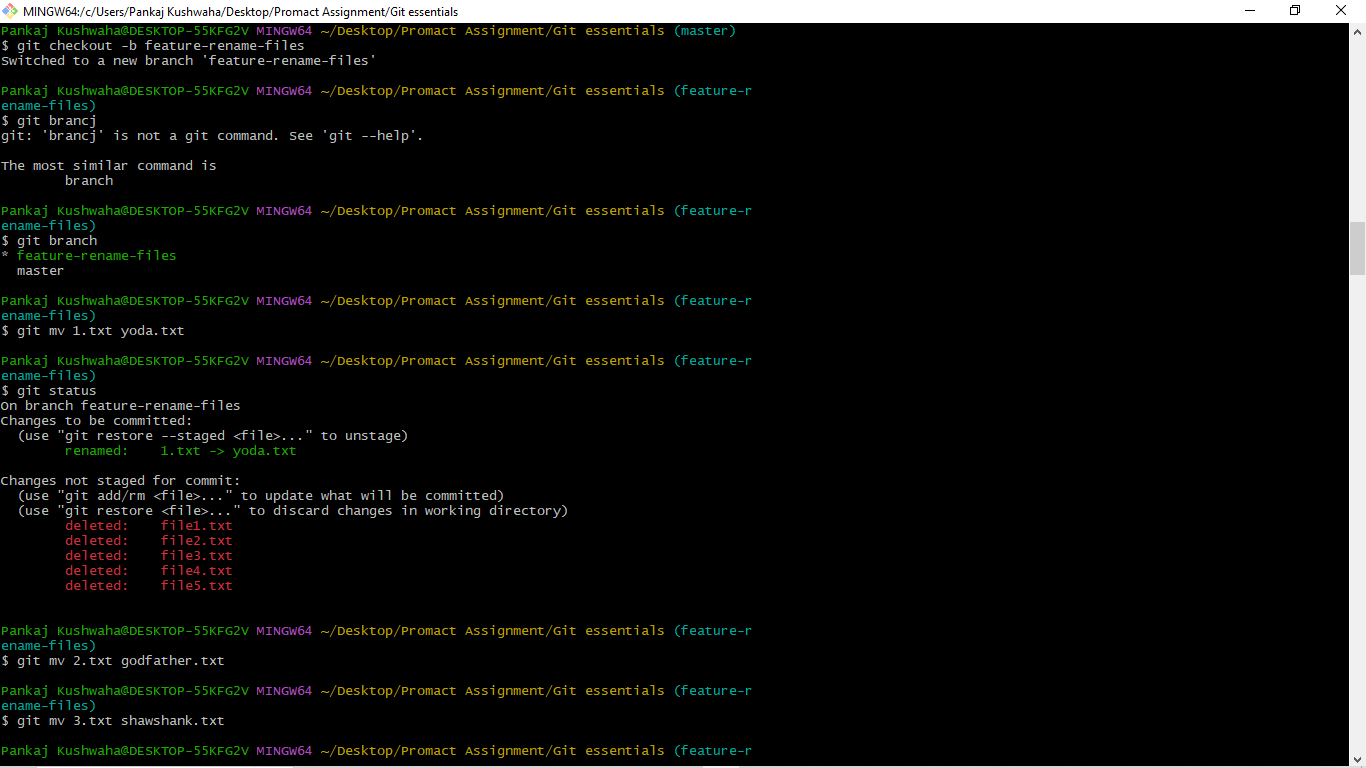 MINGW64:/c/Users/Pankaj Kushwaha/Desktop/Promact Assignment/Git essentials
Pankaj Kushwaha@DESKTOP-55KFG2V MINGW64 ~/Desktop/Promact Assignment/Git essentials (master)
$ git checkout -b feature-rename-files
Switched to a new branch 'feature-rename-files'
Pankaj Kushwaha@DESKTOP-55KFG2V MINGW64 ~/Desktop/Promact Assignment/Git essentials (feature-r
ename-files)
$ git brancj
git: 'brancj' is not a git command. See 'git --help'.
The most similar command is
branch
Pankaj Kushwaha@DESKTOP-55KFG2V MINGW64 ~/Desktop/Promact Assignment/Git essentials (feature-r
ename-files)
$ git branch
* feature-rename-files
master
Pankaj Kushwaha@DESKTOP-55KFG2V MINGW64 ~/Desktop/Promact Assignment/Git essentials (feature-r
ename-files)
$ git mv 1.txt yoda.txt
Pankaj Kushwaha@DESKTOP-55KFG2V MINGW64 ~/Desktop/Promact Assignment/Git essentials (feature-r
ename-files)
$ git status
On branch feature-rename-files
Changes to be committed:
(use "git restore --staged <file>..." to unstage)
renamed:    1.txt -> yoda.txt
Changes not staged for commit:
(use "git add/rm <file>..." to update what will be committed)
(use "git restore <file>..." to discard changes in working directory)
deleted:    file1.txt
deleted:    file2.txt
deleted:    file3.txt
deleted:    file4.txt
deleted:    file5.txt
Pankaj Kushwaha@DESKTOP-55KFG2V MINGW64 ~/Desktop/Promact Assignment/Git essentials (feature-r
ename-files)
$ git mv 2.txt godfather.txt
Pankaj Kushwaha@DESKTOP-55KFG2V MINGW64 ~/Desktop/Promact Assignment/Git essentials (feature-r
ename-files)
$ git mv 3.txt shawshank.txt
Pankaj Kushwaha@DESKTOP-55KFG2V MINGW64 ~/Desktop/Promact Assignment/Git essentials (feature-r